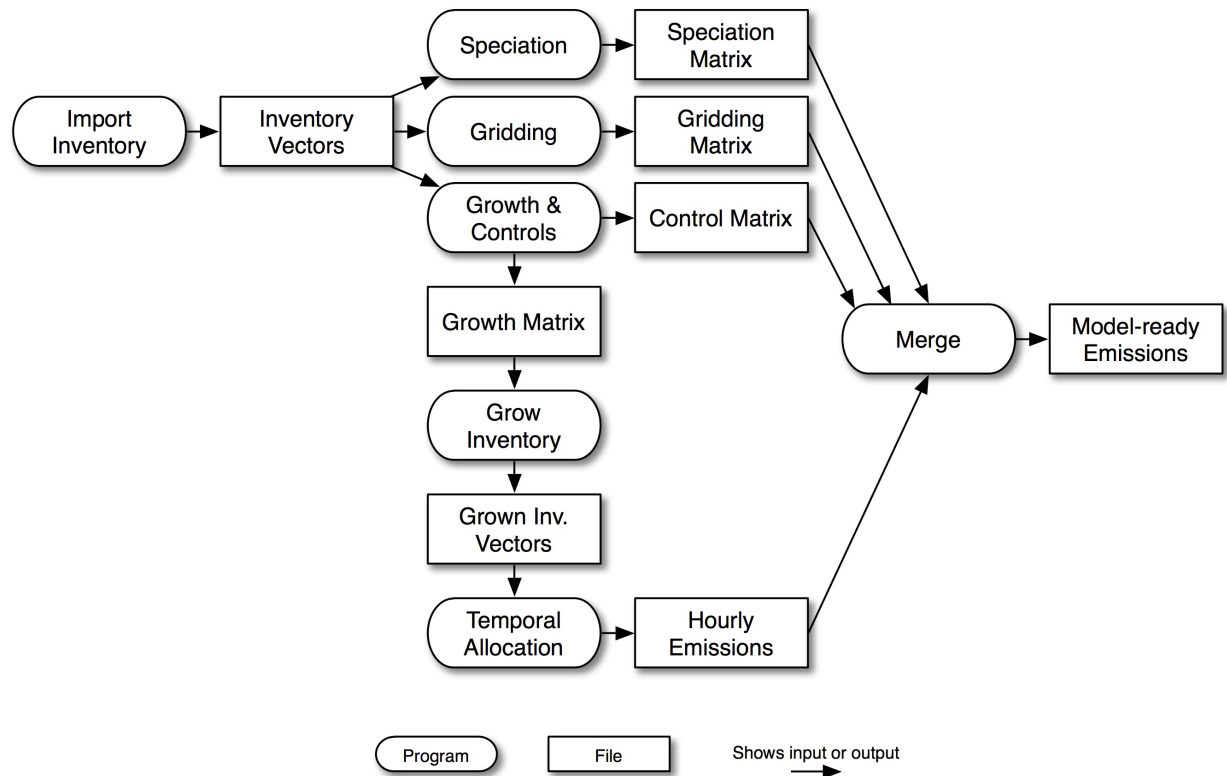 Speciation
Speciation
Matrix
Import
Inventory
Inventory
Vectors
Gridding
Gridding
Matrix
Growth &
Controls
Control Matrix
Growth Matrix
Merge
Model-ready
Emissions
Grow
Inventory
Grown Inv.
Vectors
Temporal
Allocation
Hourly
Emissions
Program
File
Shows input or output